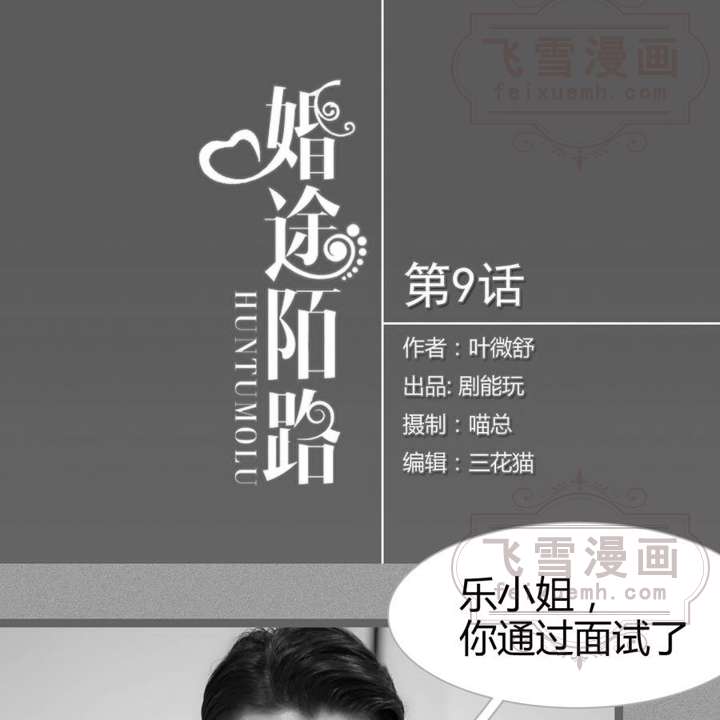 飞雪漫画
feixuemh.com
婚途陌路
HUNTUMOLU
第9话
作者：叶微舒
出品: 剧能玩
摄制：喵总
编辑：三花猫
飞雪漫画
feixuemh.com
乐小姐，
你通过面试了